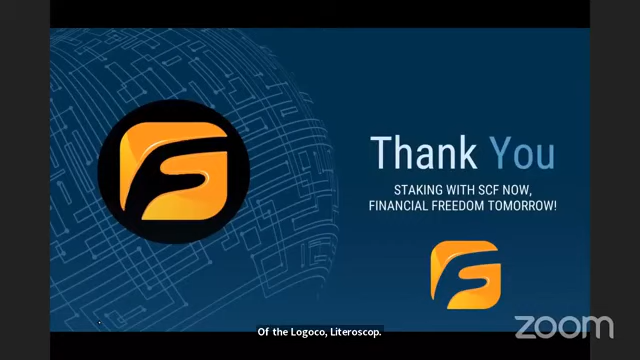 Thank You
STAKING WITH SCF NOW,
FINANCIAL FREEDOM TOMORROW!
zoom
Of the Logoco, Literoscop.